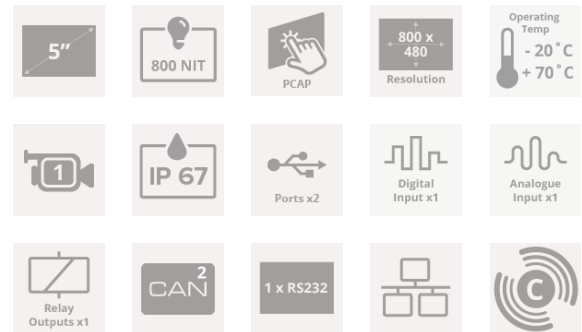 5”
800 NIT
PCAP
800 x
480
Resolution
Operating
Temp
- 20˚C
+ 70˚C
1
IP 67
Ports x2
Digital
Input x1
Analogue
Input x1
Relay
Outputs x1
CAN 2
1 x RS232
C